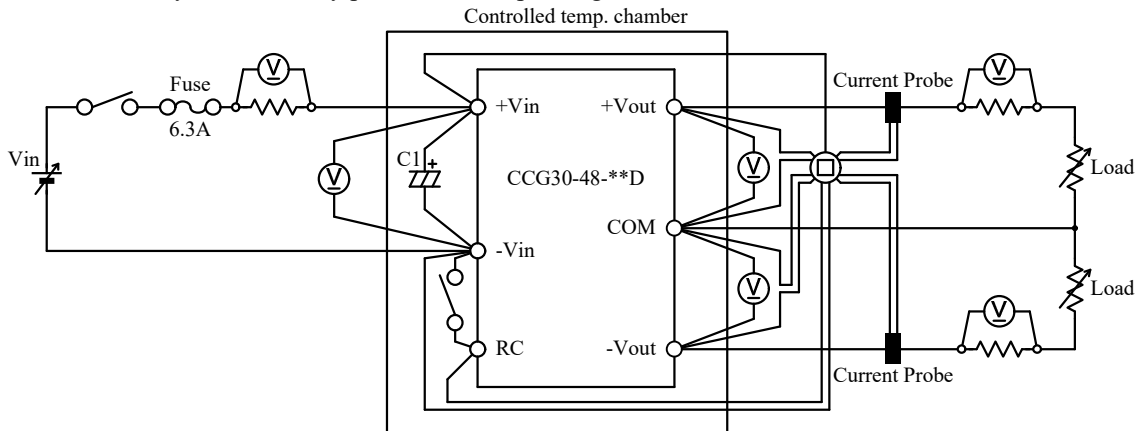 Controlled temp. chamber
Fuse
6.3A
V
+Vin
+Vout
Current Probe
V
Vin
V
C1
+
CCG30-48-**D
V
Load
COM
-Vin
V
Load
V
RC
-Vout
Current Probe